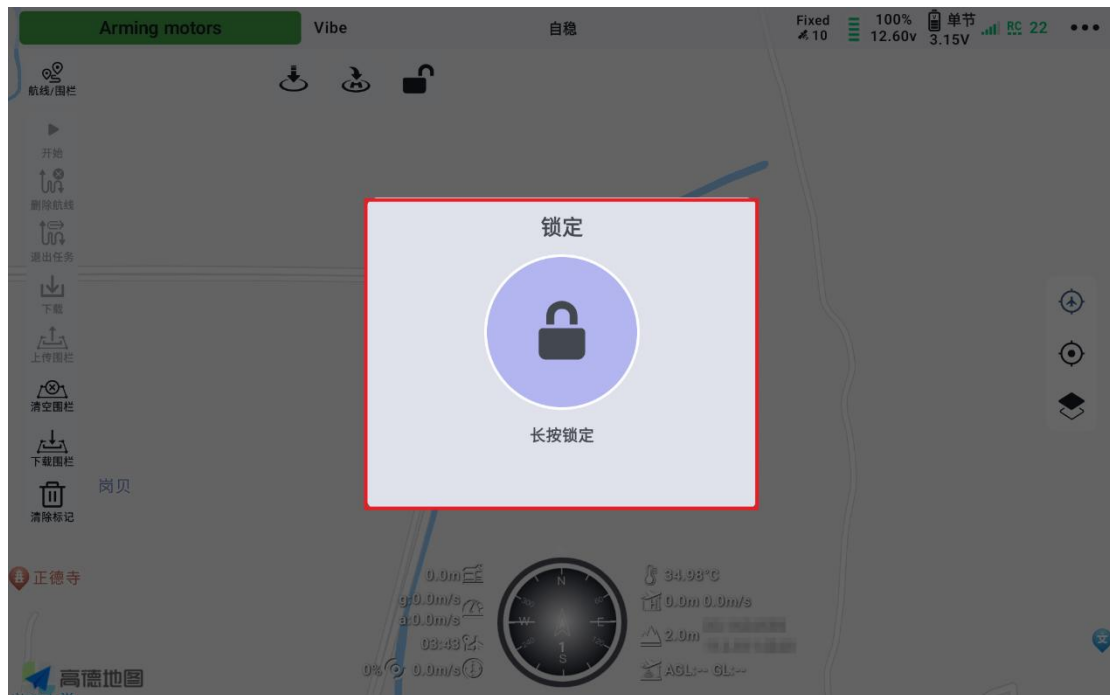 Arming motors
Vibe
自稳
Fixed
10
100%
12.60v
单节
3.15V
RC
22
航线/围栏
开始
删除航线
退出任务
下载
上传围栏
清空围栏
下载围栏
清除标记
锁定
长按锁定
岗贝
正德寺
高德地图
0.0m
g:0.0m/s
a:0.0m/s
03:43
0%
0.0m/s
N
W
E
S
1
34.98°C
0.0m 0.0m/s
2.0m
AGL:-- GL:--
文